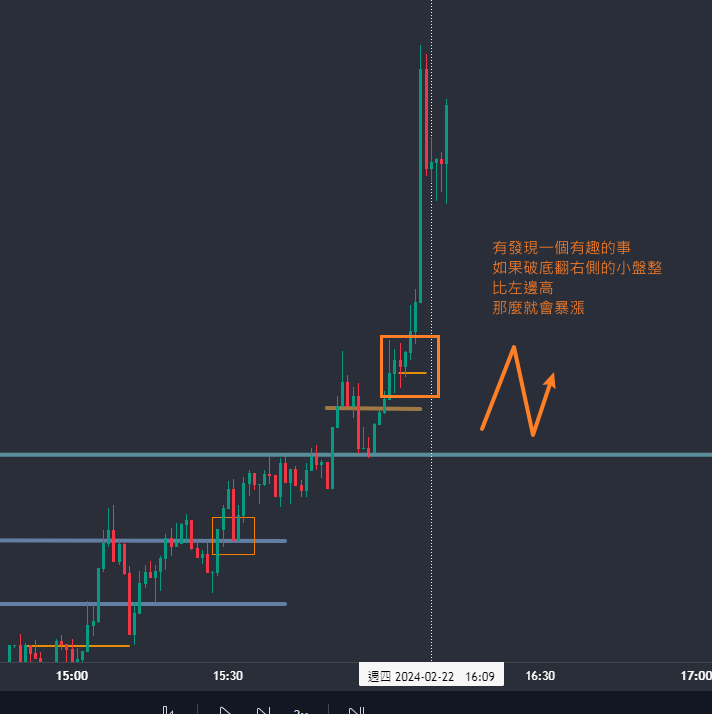 有發現一個有趣的事
如果破底翻右側的小盤整
比左邊高
那麼就會暴漲
15:00
15:30
週四 2024-02-22 16:09
16:30
17:00